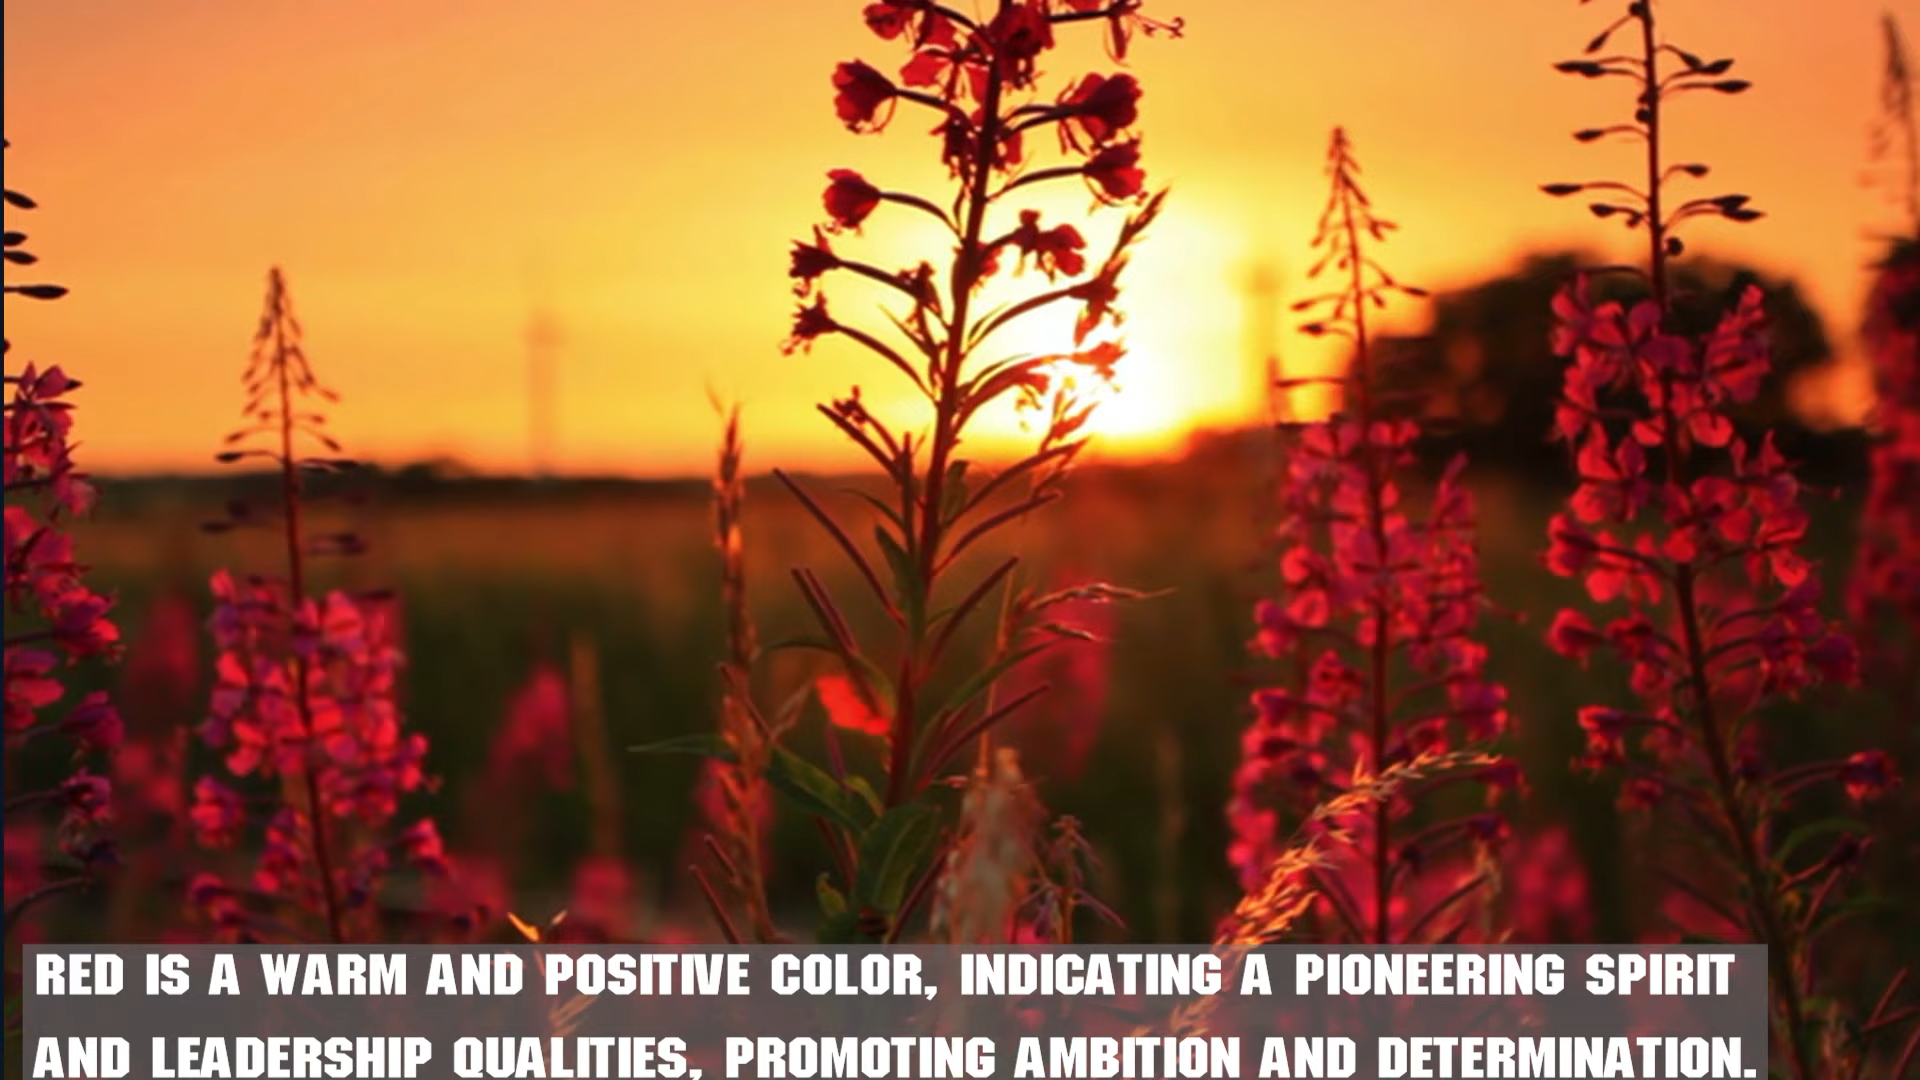 RED IS A WARM AND POSITIVE COLOR, INDICATING A PIONEERING SPIRIT
AND LEADERSHIP QUALITIES, PROMOTING AMBITION AND DETERMINATION.